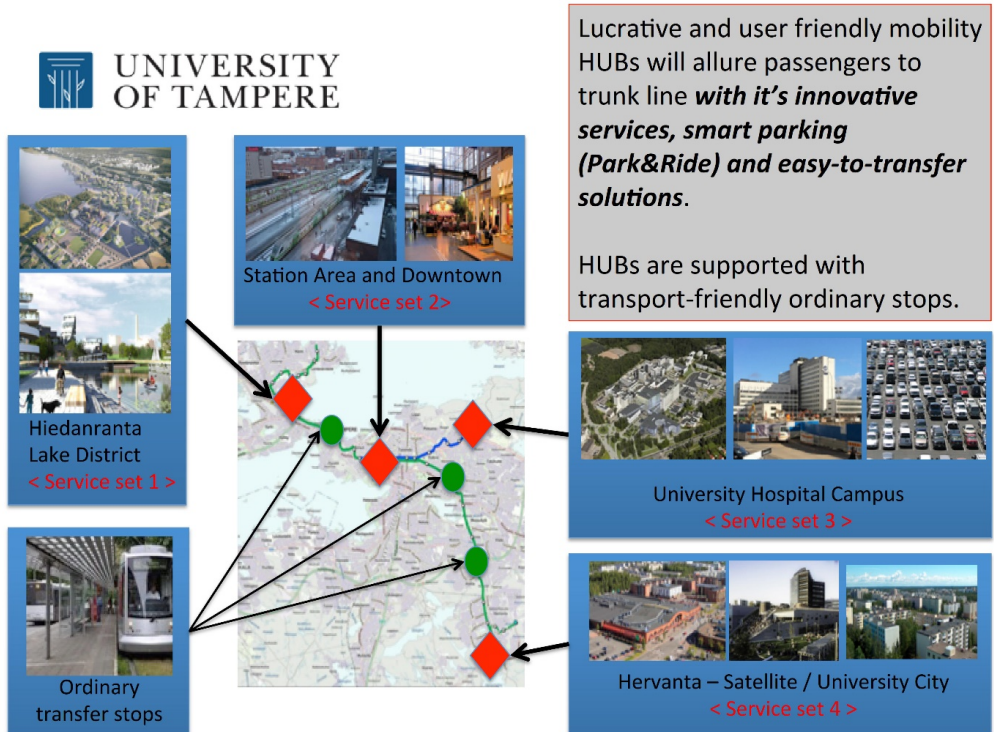 UNIVERSITY
OF TAMPERE
Lucrative and user friendly mobility
HUBs will allure passengers to
trunk line with it's innovative
services, smart parking
(Park&Ride) and easy-to-transfer
solutions.
HUBs are supported with
transport-friendly ordinary stops.
Station Area and Downtown
< Service set 2>
Hiedanranta
Lake District
< Service set 1 >
University Hospital Campus
< Service set 3 >
Ordinary
transfer stops
Hervanta – Satellite / University City
< Service set 4 >